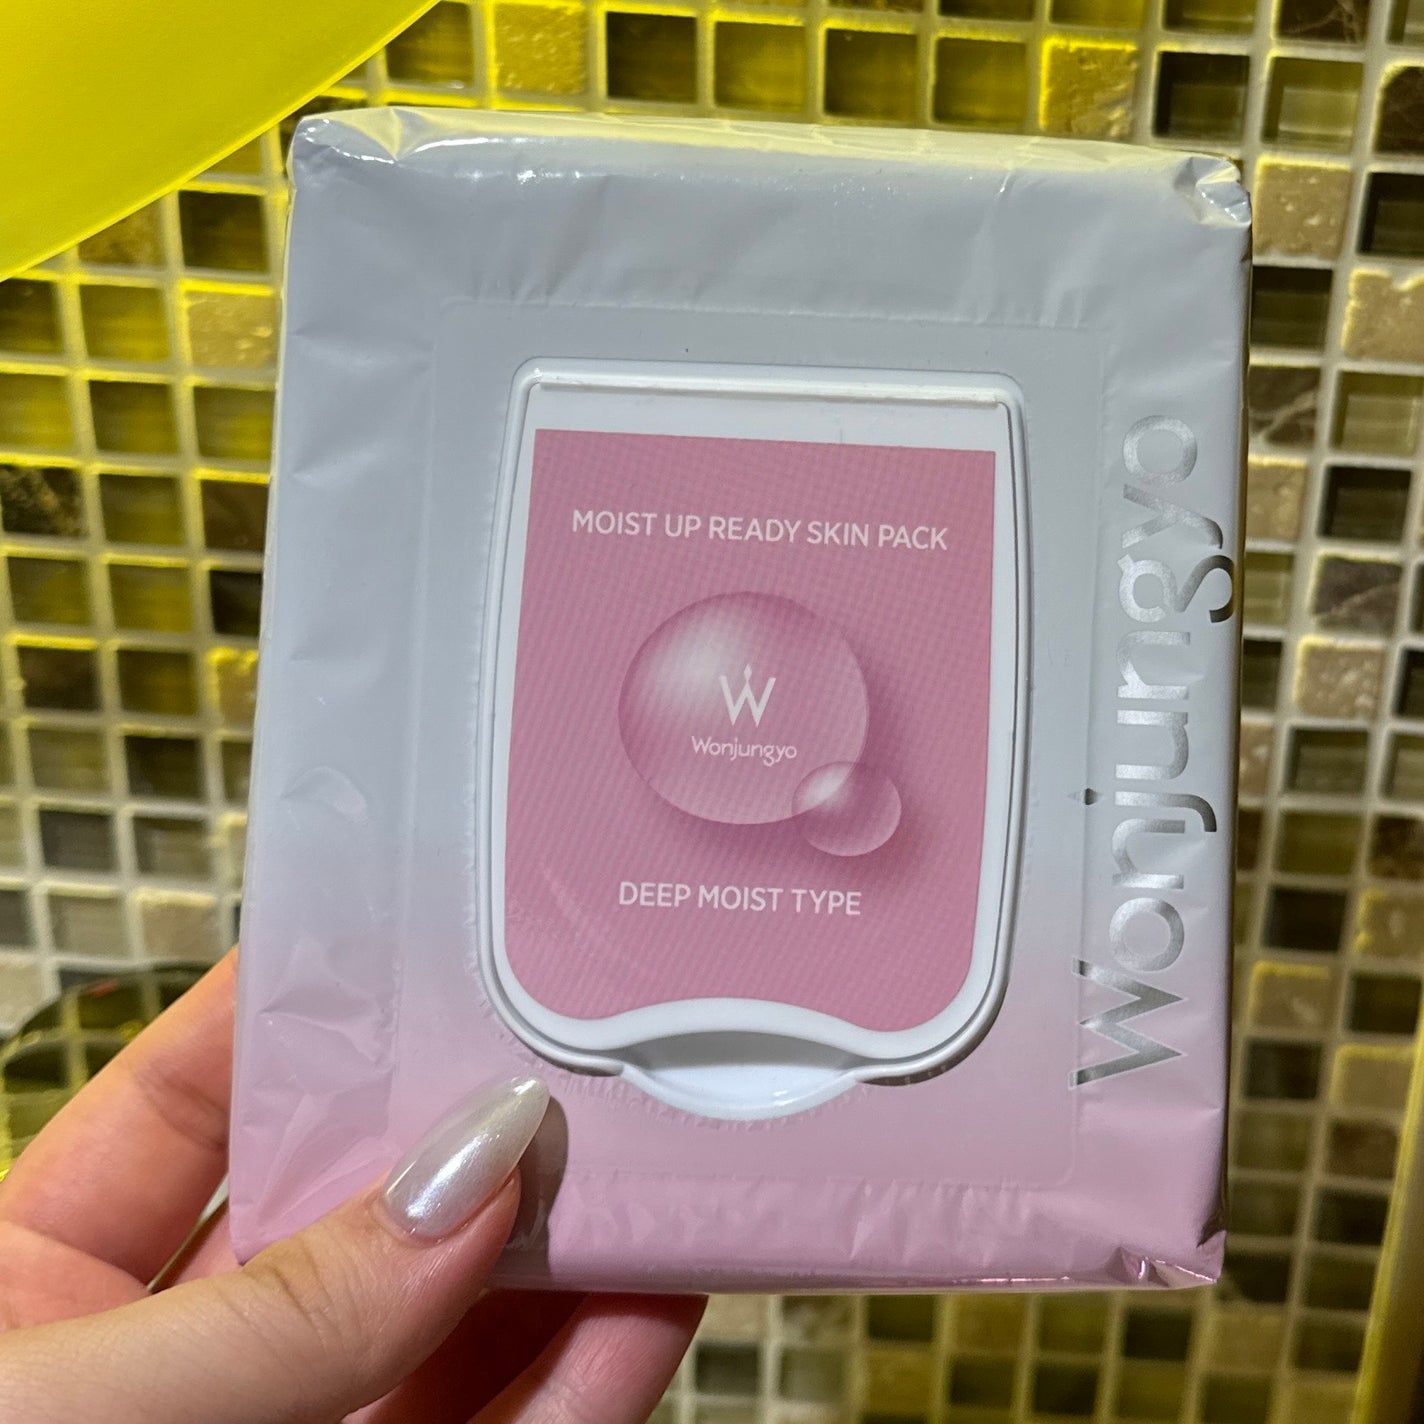 MOIST UP READY SKIN PACK
W
Wonjungyo
DEEP MOIST TYPE
Wonjungyo